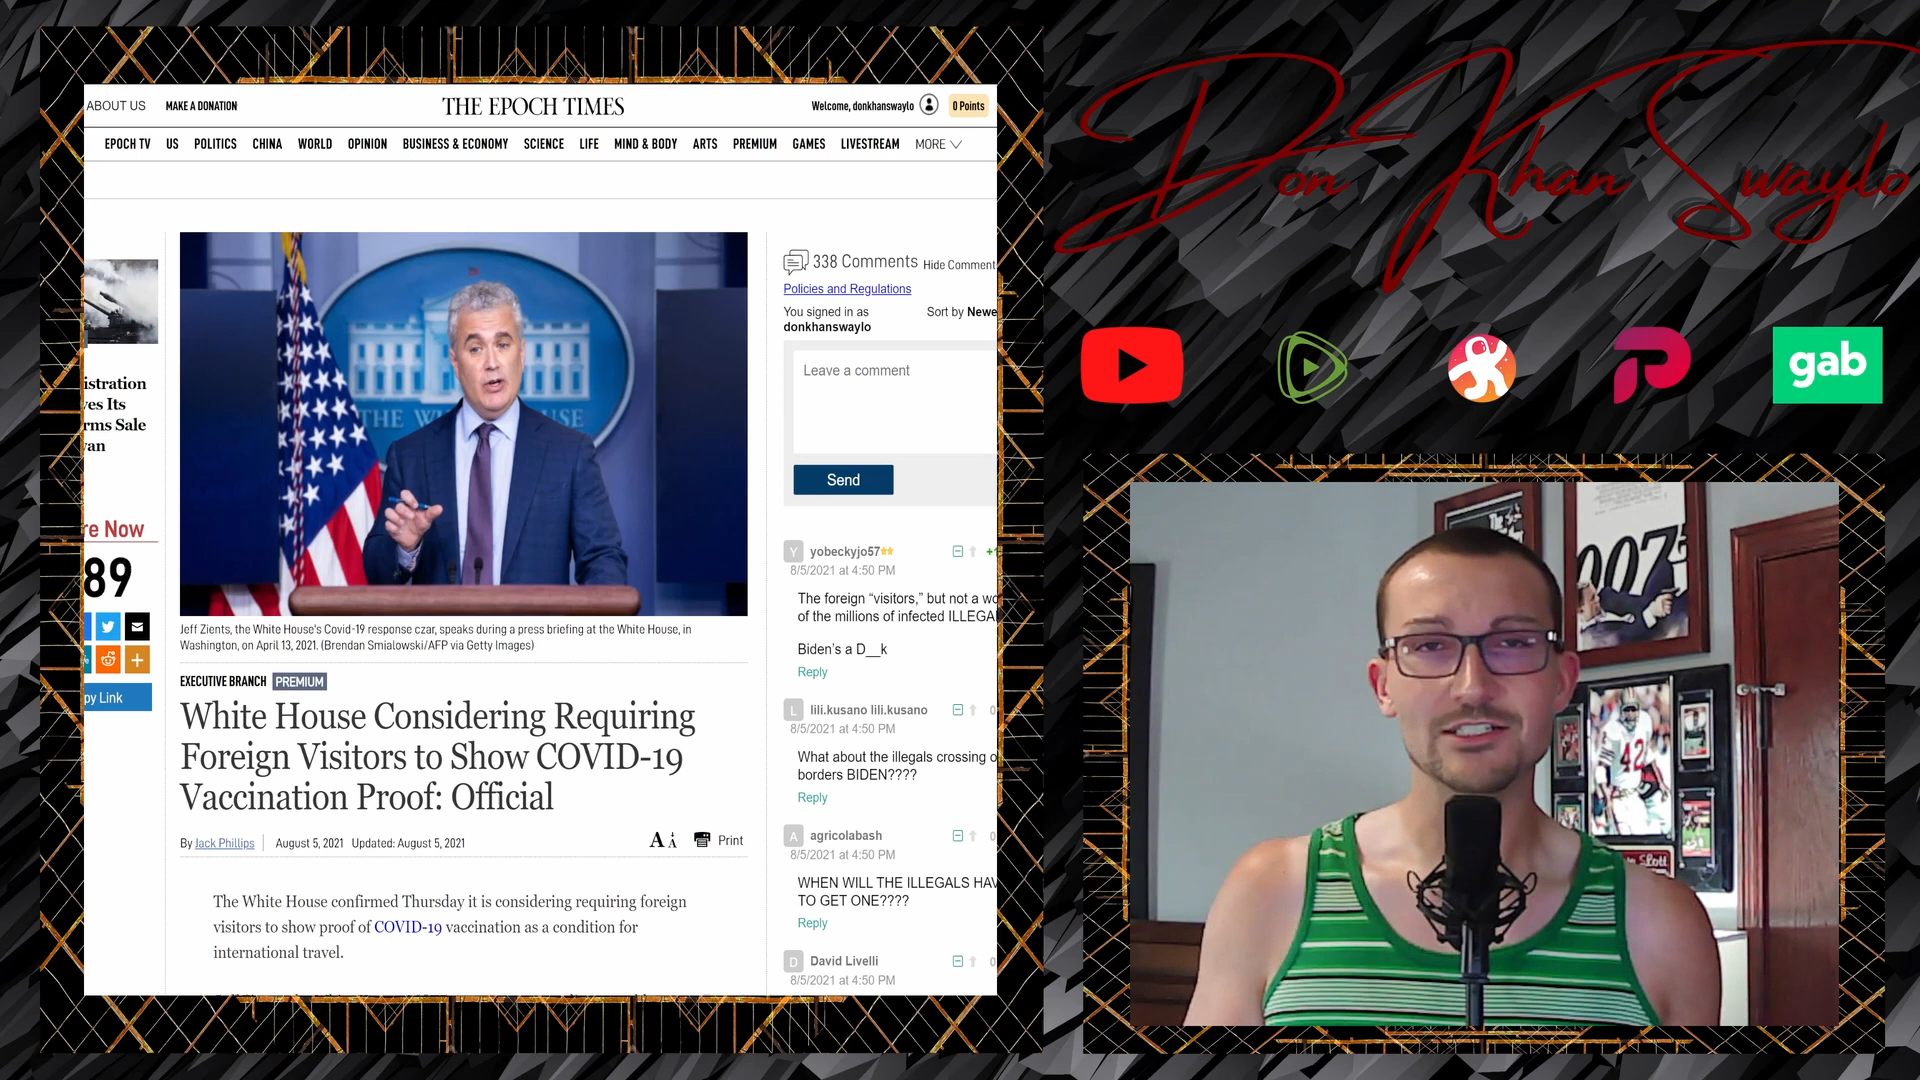 ABOUT US MAKE A DONATION THE EPOCH TIMES Welcome, donkhanswaylo 0 Points
EPOCH TV US POLITICS CHINA WORLD OPINION BUSINESS & ECONOMY SCIENCE LIFE MIND & BODY ARTS PREMIUM GAMES LIVESTREAM MORE
istration
ves Its
rms Sale
van
re Now
89
py Link
THE WH SE
Jeff Zients, the White House's Covid-19 response czar, speaks during a press briefing at the White House, in
Washington, on April 13, 2021. (Brendan Smialowski/AFP via Getty Images)
EXECUTIVE BRANCH PREMIUM
White House Considering Requiring
Foreign Visitors to Show COVID-19
Vaccination Proof: Official
By Jack Phillips August 5, 2021 Updated: August 5, 2021 Print
The White House confirmed Thursday it is considering requiring foreign
visitors to show proof of COVID-19 vaccination as a condition for
international travel.
338 Comments Hide Comment
Policies and Regulations
You signed in as Sort by Newe
donkhanswaylo
Leave a comment
Send
Y yobeckyjo57
8/5/2021 at 4:50 PM
The foreign “visitors,” but not a wo
of the millions of infected ILLEGA
Biden’s a D__k
Reply
L lili.kusano lili.kusano 0
8/5/2021 at 4:50 PM
What about the illegals crossing o
borders BIDEN????
Reply
A agricolabash 0
8/5/2021 at 4:50 PM
WHEN WILL THE ILLEGALS HAV
TO GET ONE????
Reply
D David Livelli 0
8/5/2021 at 4:50 PM
Don Khan Swaylo
gab
007
42